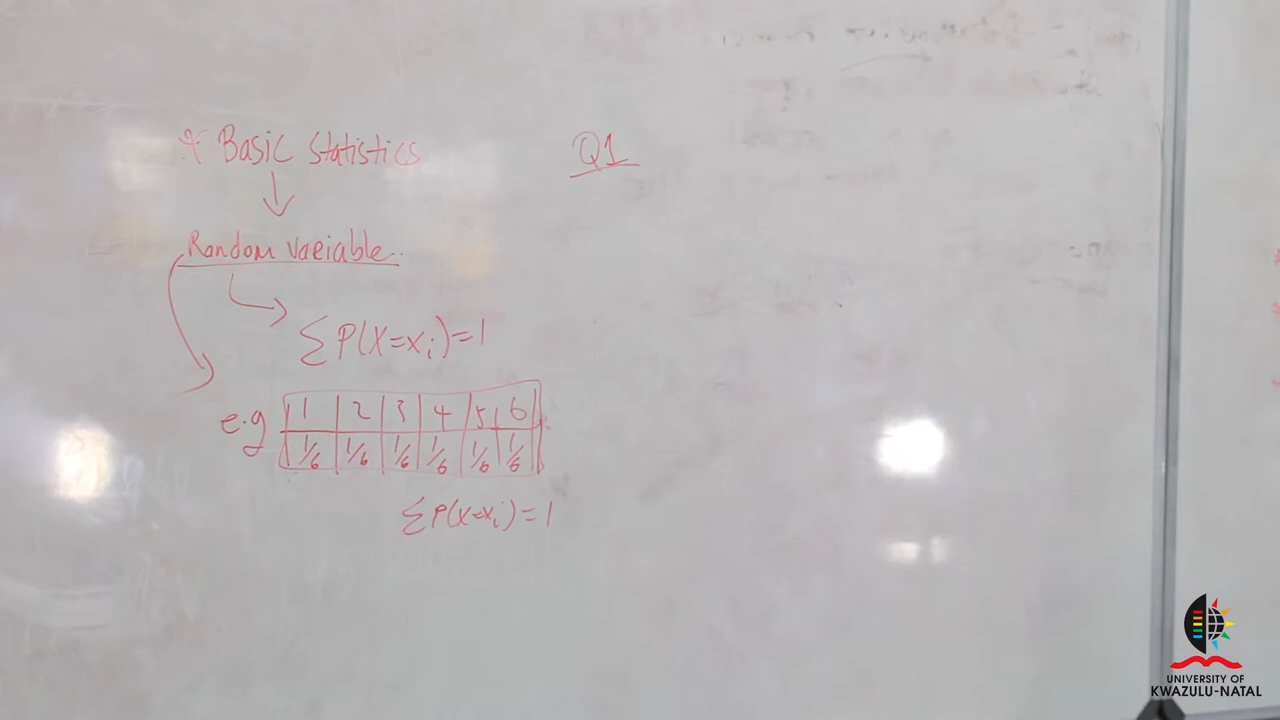 * Basic Statistics
↓
Random variable.
∑ P(X=xᵢ)=1
e.g 1 2 3 4 5 6
1/6 1/6 1/6 1/6 1/6 1/6
∑ P(X=xᵢ) = 1
Q1
UNIVERSITY OF
KWAZULU-NATAL